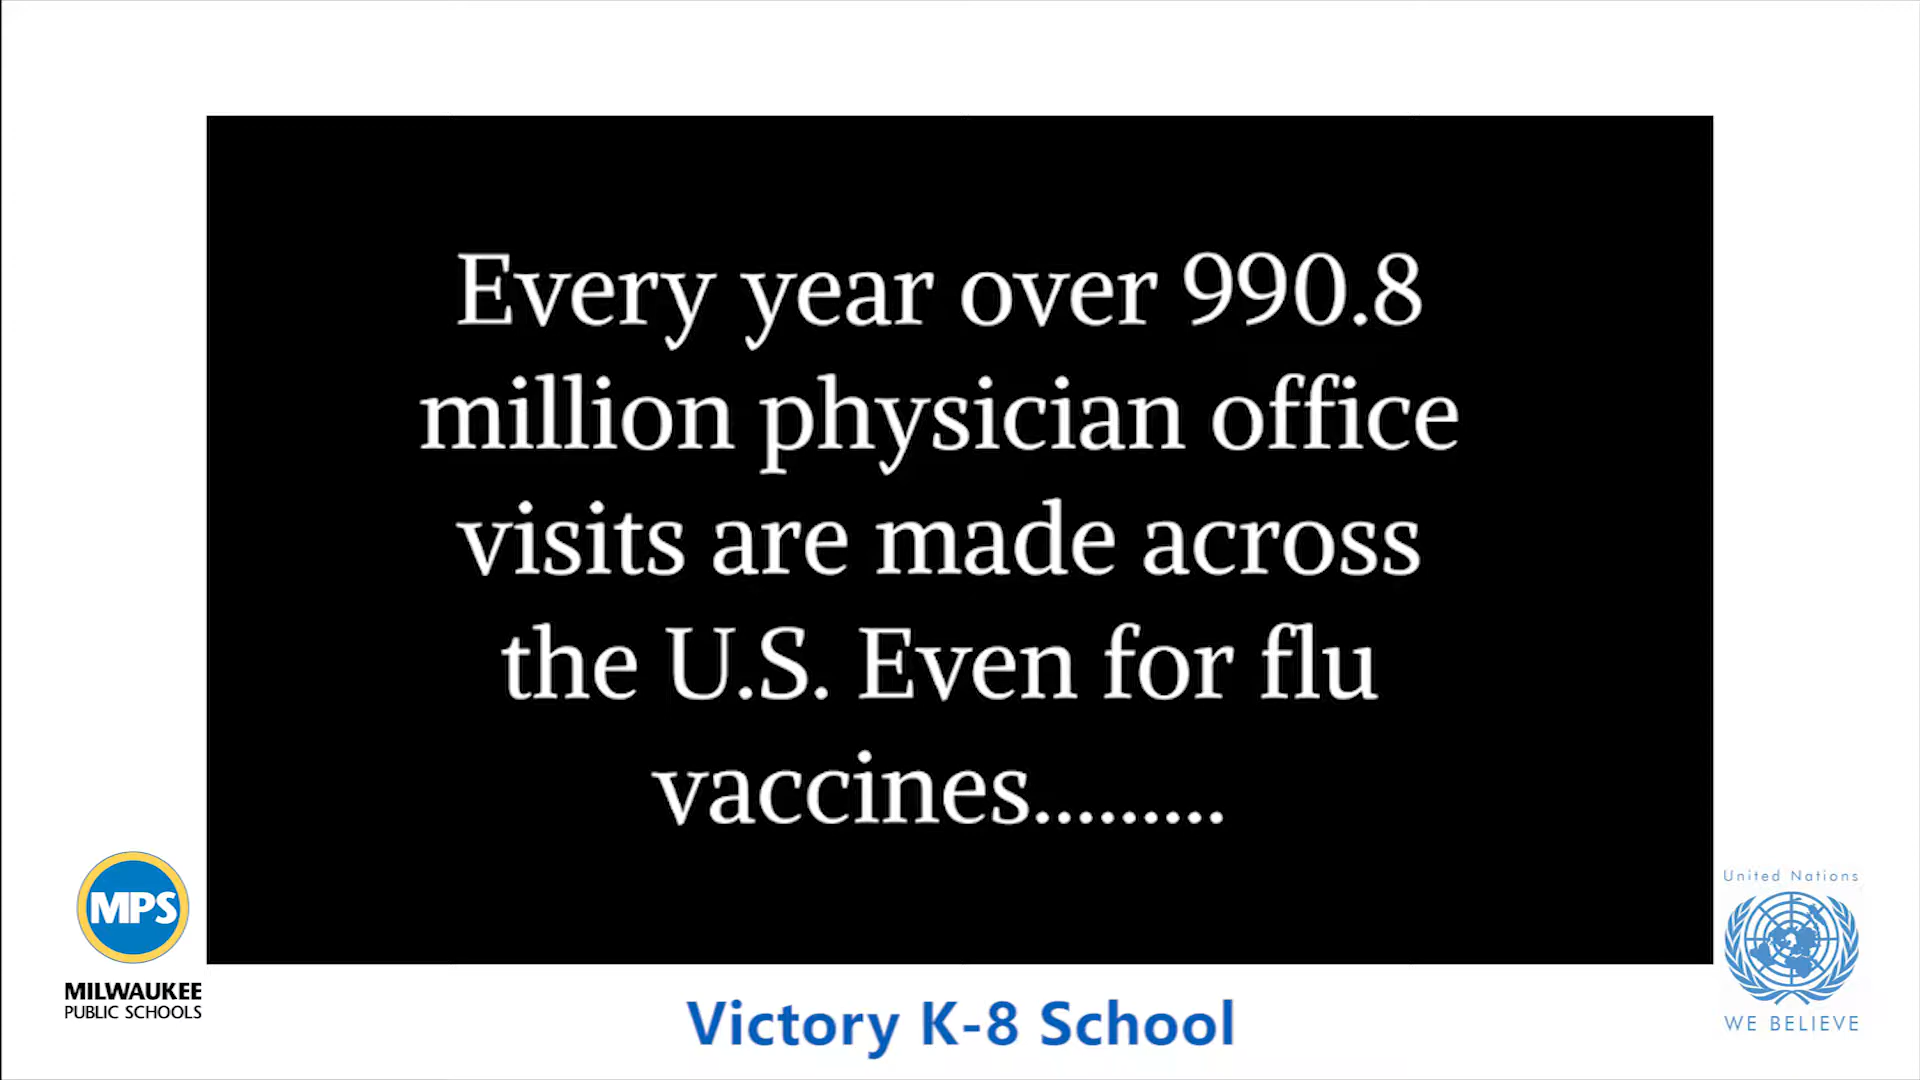 Every year over 990.8
million physician office
visits are made across
the U.S. Even for flu
vaccines.........
MPS
MILWAUKEE
PUBLIC SCHOOLS
Victory K-8 School
United Nations
WE BELIEVE